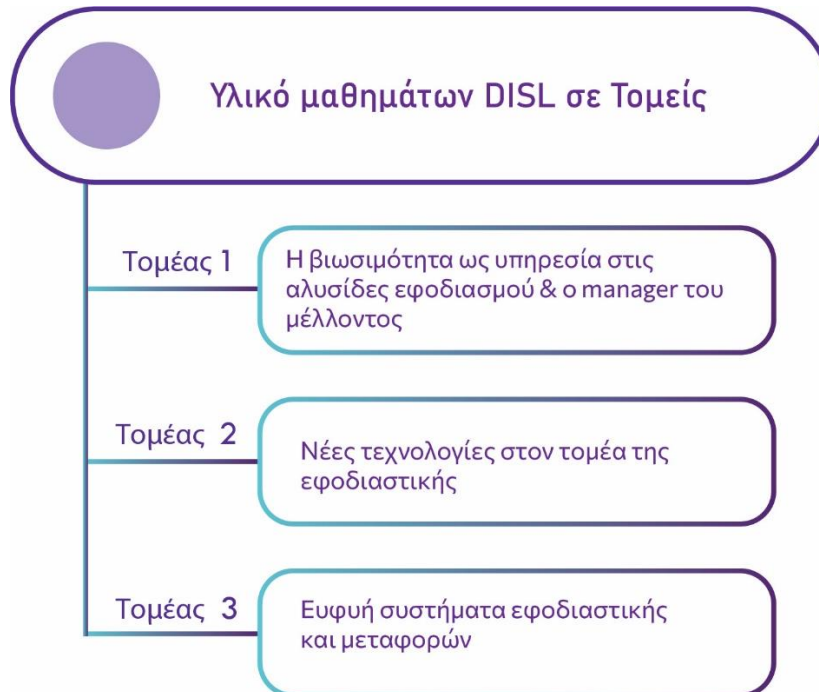 Υλικό μαθημάτων DISL σε Τομείς
Τομέας 1
Η βιωσιμότητα ως υπηρεσία στις
αλυσίδες εφοδιασμού & ο manager του
μέλλοντος
Τομέας 2
Νέες τεχνολογίες στον τομέα της
εφοδιαστικής
Τομέας 3
Ευφυή συστήματα εφοδιαστικής
και μεταφορών